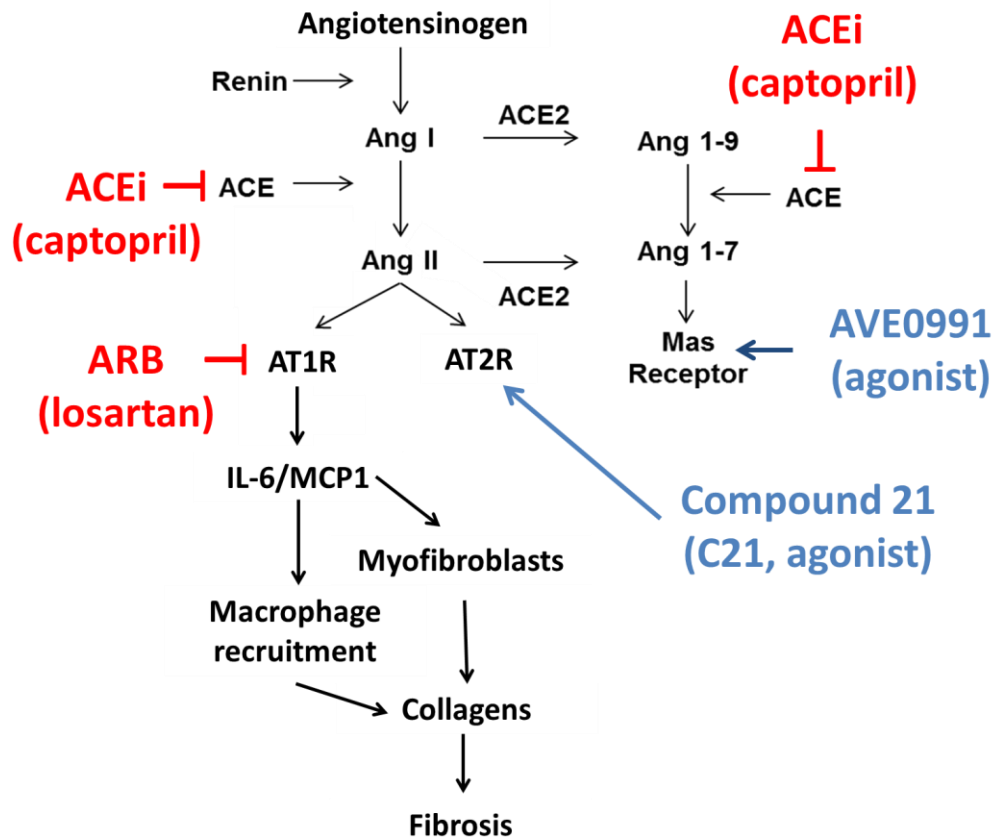 Angiotensinogen
ACEi
(captopril)
Renin
ACE2
Ang I
Ang 1-9
ACEi
(captopril)
ACE
ACE
Ang II
ACE2
Ang 1-7
ARB
(losartan)
AT1R
AT2R
Mas
Receptor
AVE0991
(agonist)
IL-6/MCP1
Compound 21
(C21, agonist)
Myofibroblasts
Macrophage
recruitment
Collagens
Fibrosis